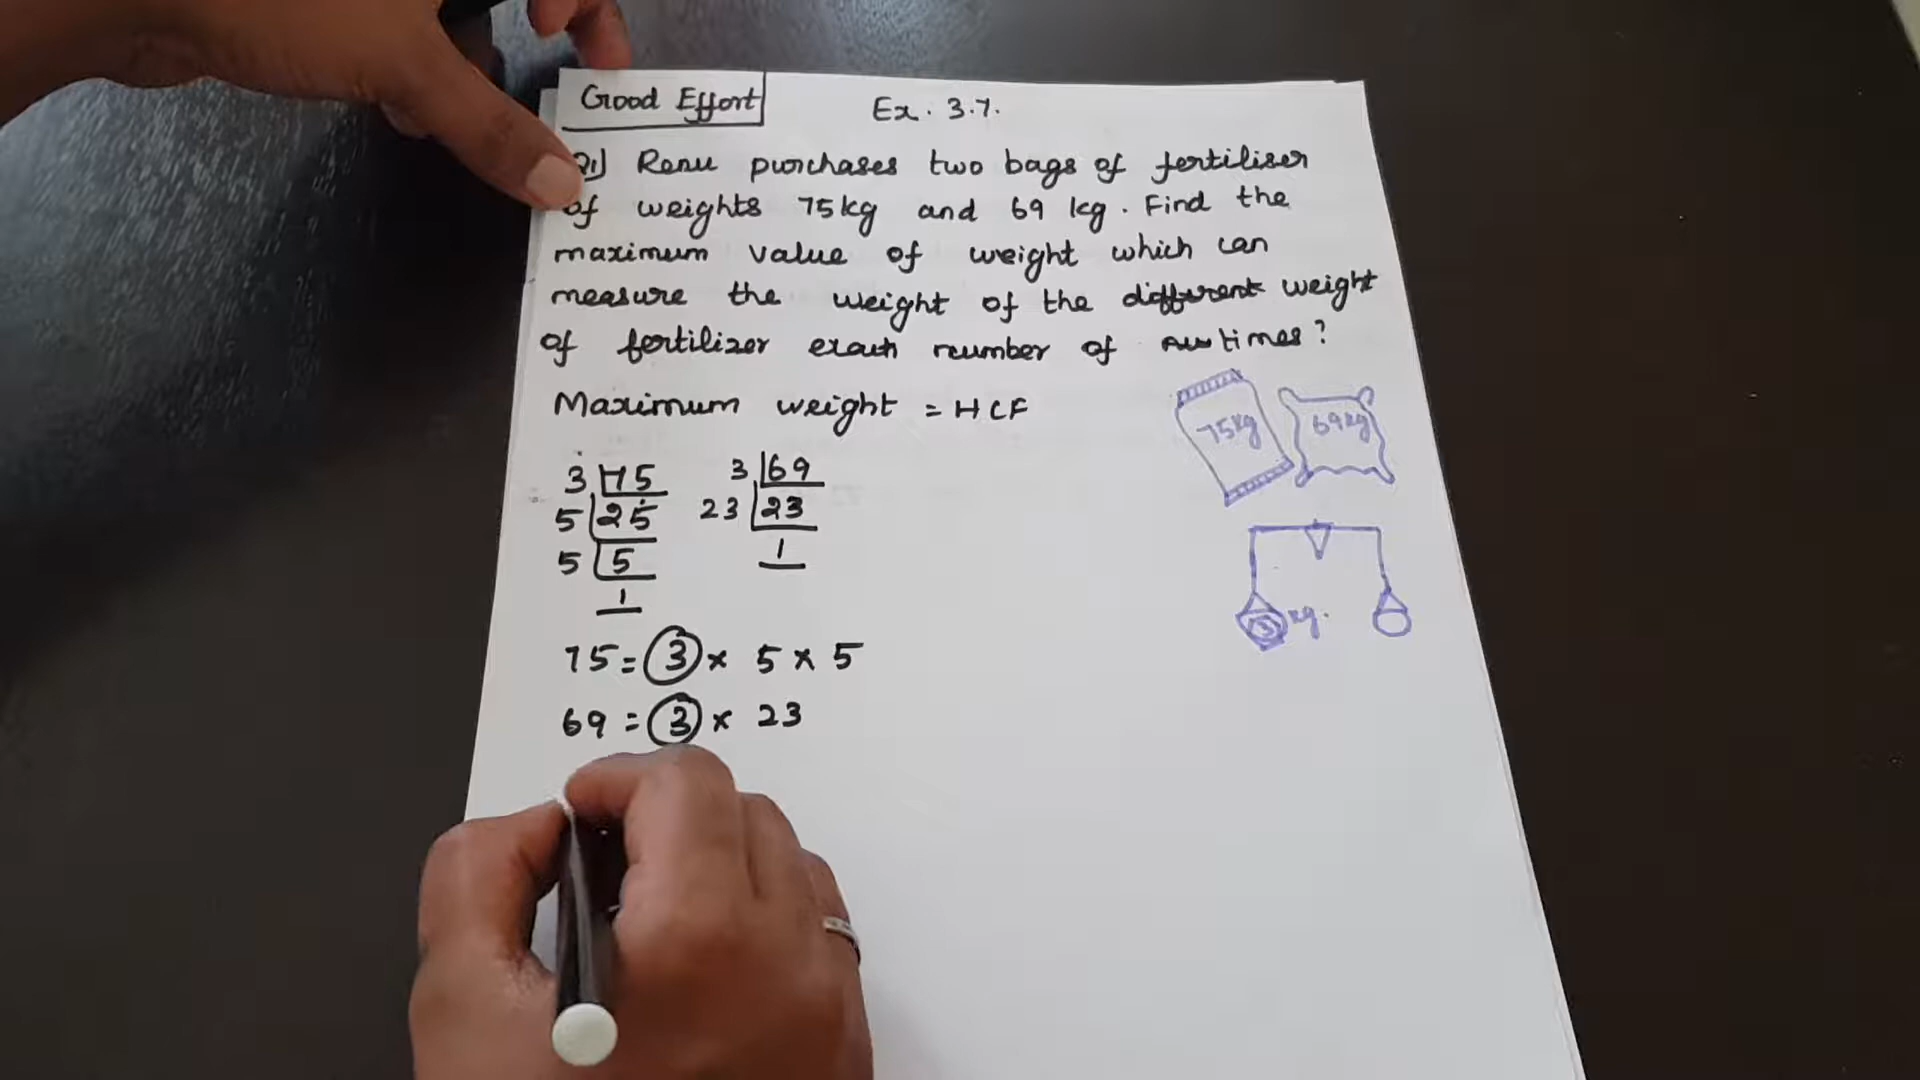 Good Effort
Ex. 3.7.
Q1) Renu purchases two bags of fertiliser
of weights 75kg and 69 kg. Find the
maximum value of weight which can
measure the weight of the different weight
of fertilizer exact number of times?
Maximum weight = HCF
75kg 69kg
3 75 3 69
5 25 23 23
5 5 1
1
3 kg.
75 = 3 × 5 × 5
69 = 3 × 23